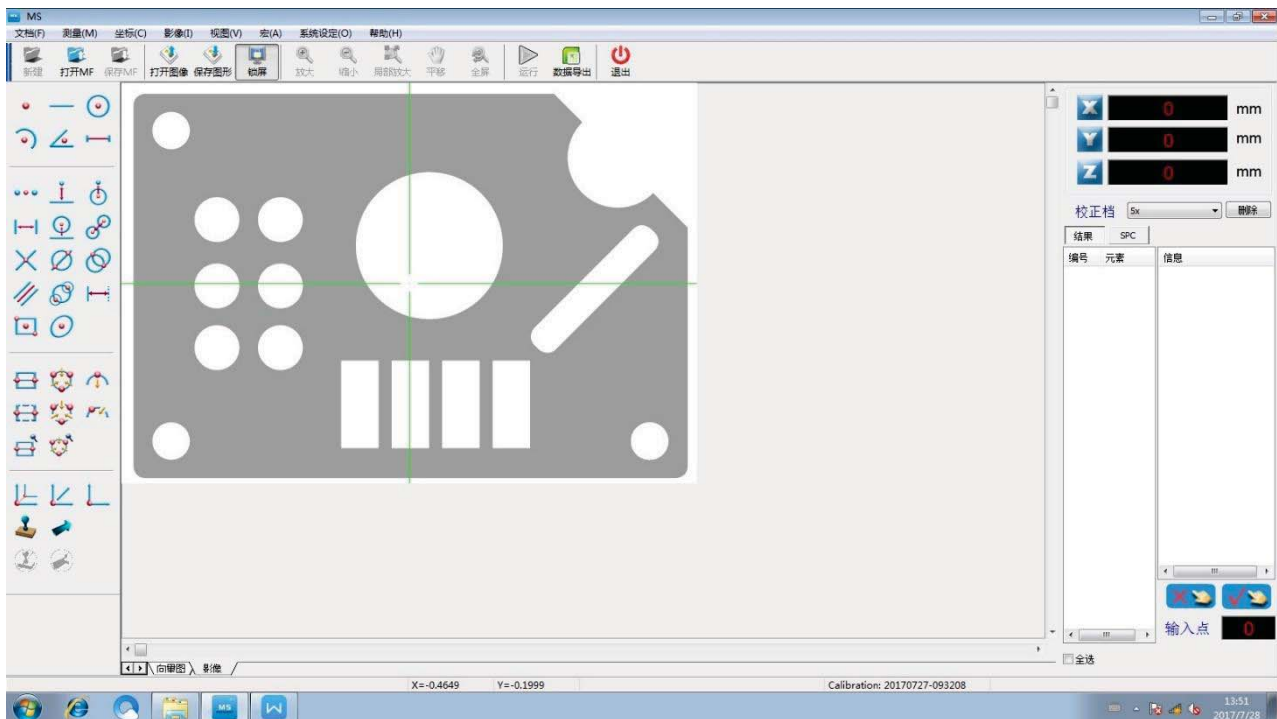 MS
文档(F) 测量(M) 坐标(C) 影像(I) 视图(V) 宏(A) 系统设定(O) 帮助(H)
新建 打开MF 保存MF 打开图像 保存图形 锁屏 放大 缩小 局部放大 平移 全屏 运行 数据导出 退出
X 0 mm
Y 0 mm
Z 0 mm
校正档 5x 删除
结果 SPC
编号 元素 信息
输入点 0
全选
向量图 影像
X=-0.4649 Y=-0.1999 Calibration: 20170727-093208
MS
13:51
2017/7/28